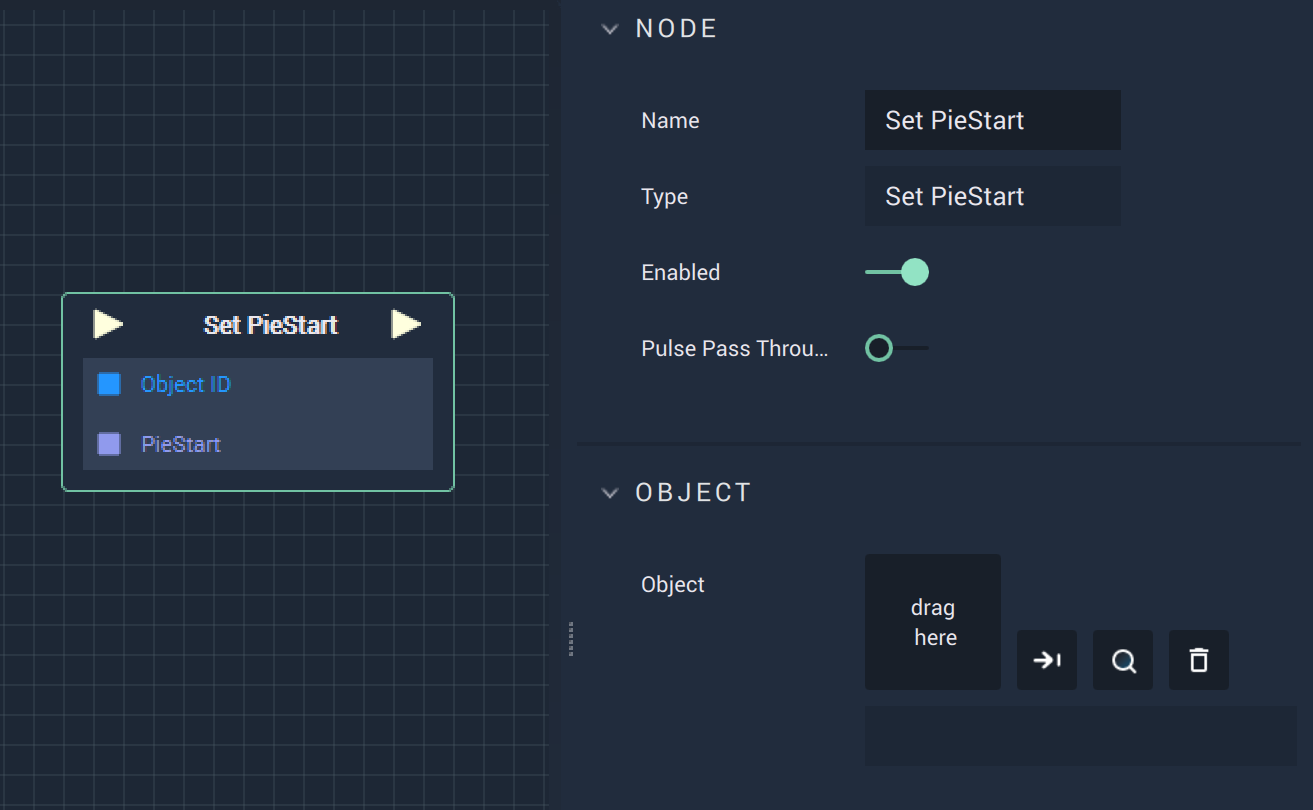 Set PieStart
Object ID
PieStart
NODE
Name
Set PieStart
Type
Set PieStart
Enabled
Pulse Pass Throu...
OBJECT
Object
drag
here